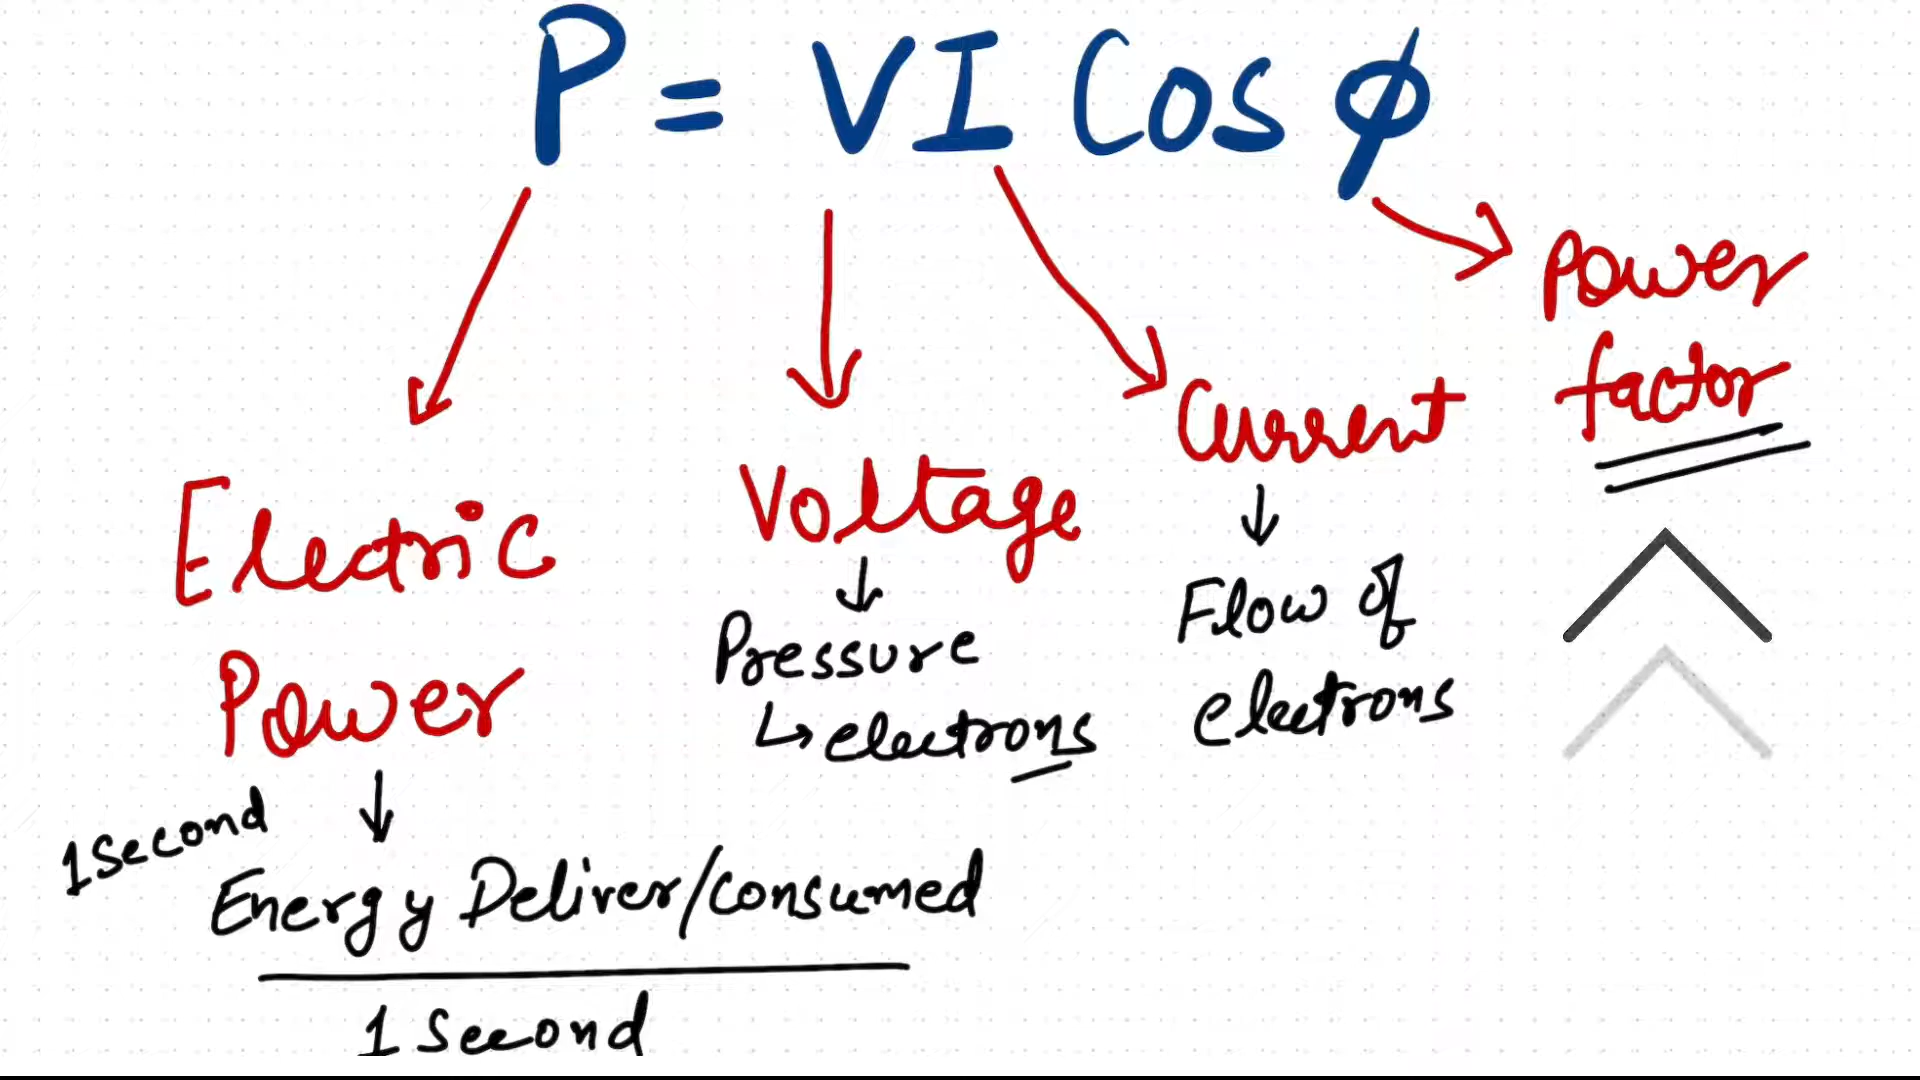 P = VI Cos ϕ
Power
factor
Current
Flow of
electrons
Voltage
Pressure
↳ electrons
Electric
Power
1 Second
Energy Deliver/Consumed
1 Second